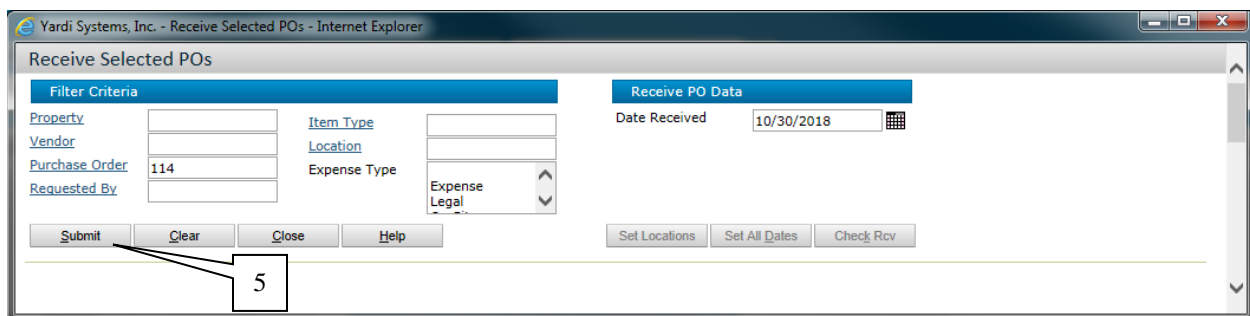 Yardi Systems, Inc. - Receive Selected POs - Internet Explorer
Receive Selected POs
Filter Criteria
Receive PO Data
Property
Item Type
Date Received 10/30/2018
Vendor
Location
Purchase Order 114
Expense Type
Requested By
Expense
Legal
Submit Clear Close Help Set Locations Set All Dates Check Rcv
5